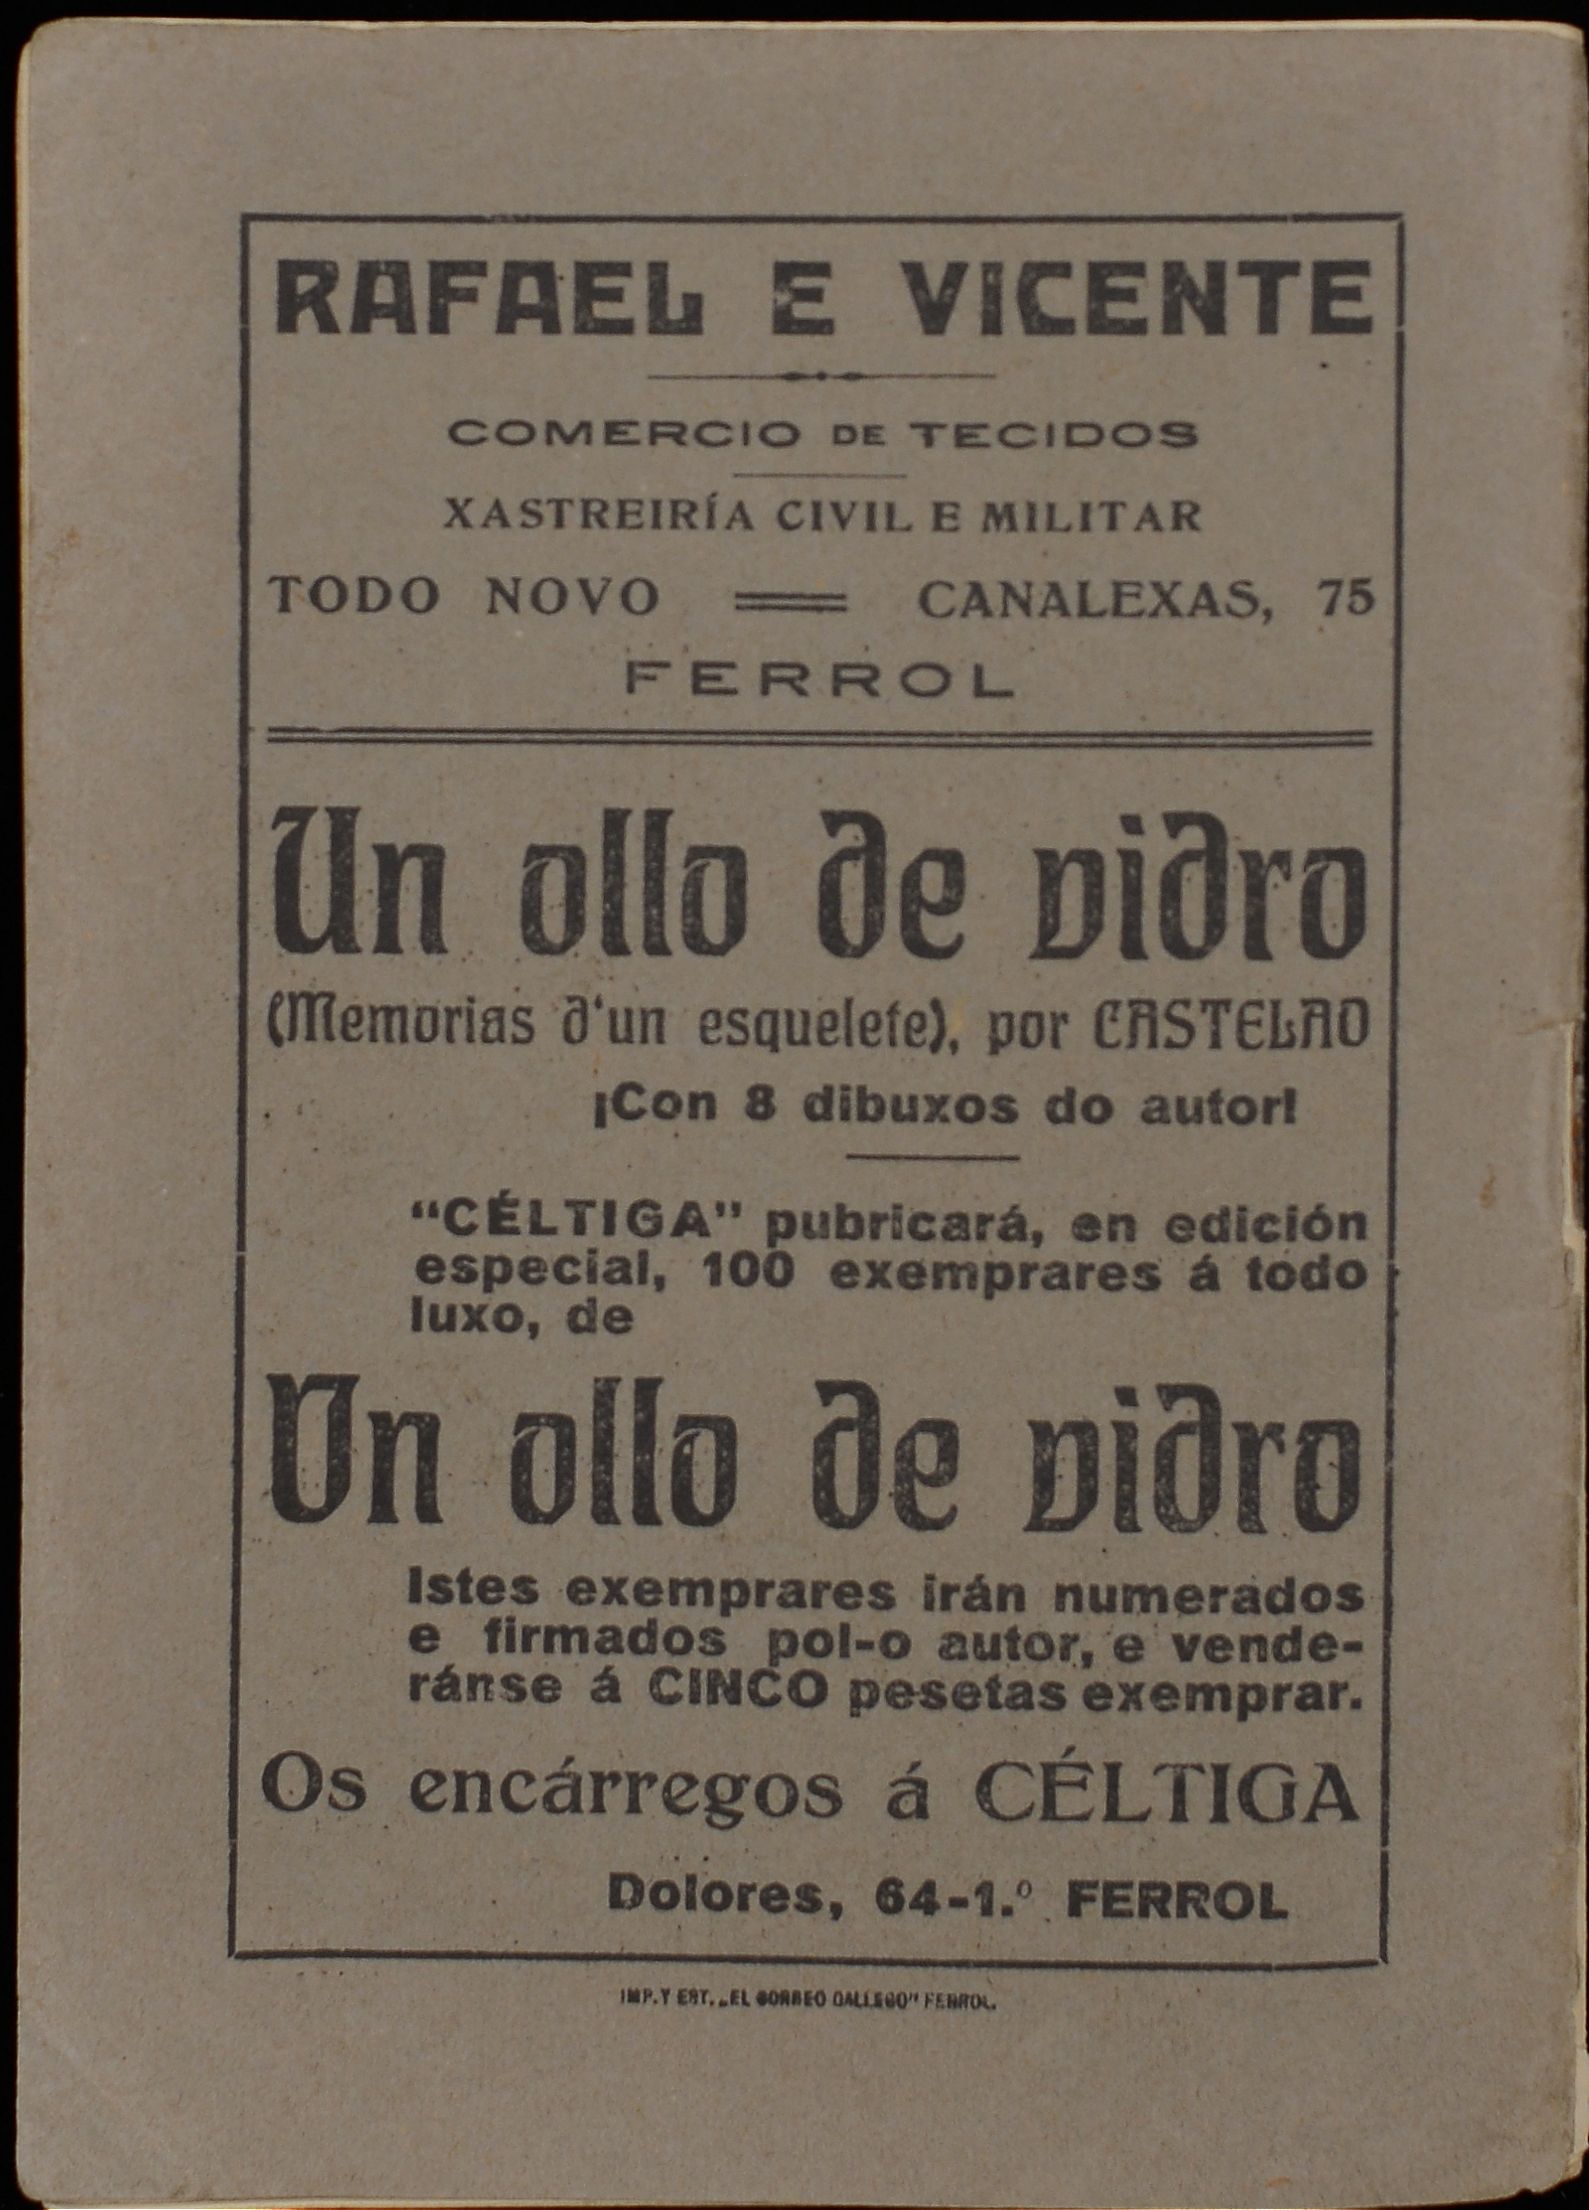 RAFAEL E VICENTE
COMERCIO DE TECIDOS
XASTREIRÍA CIVIL E MILITAR
TODO NOVO CANALEXAS, 75
FERROL
Un ollo de vidro
(Memorias d'un esquelete), por CASTELAO
¡Con 8 dibuxos do autor!
“CÉLTIGA” pubricará, en edición
especial, 100 exemprares á todo
luxo, de
Un ollo de vidro
Istes exemprares irán numerados
e firmados pol-o autor, e vende-
ránse á CINCO pesetas exemprar.
Os encárregos á CÉLTIGA
Dolores, 64-1.º FERROL
IMP. Y EST. „EL CORREO GALLEGO” FERROL.